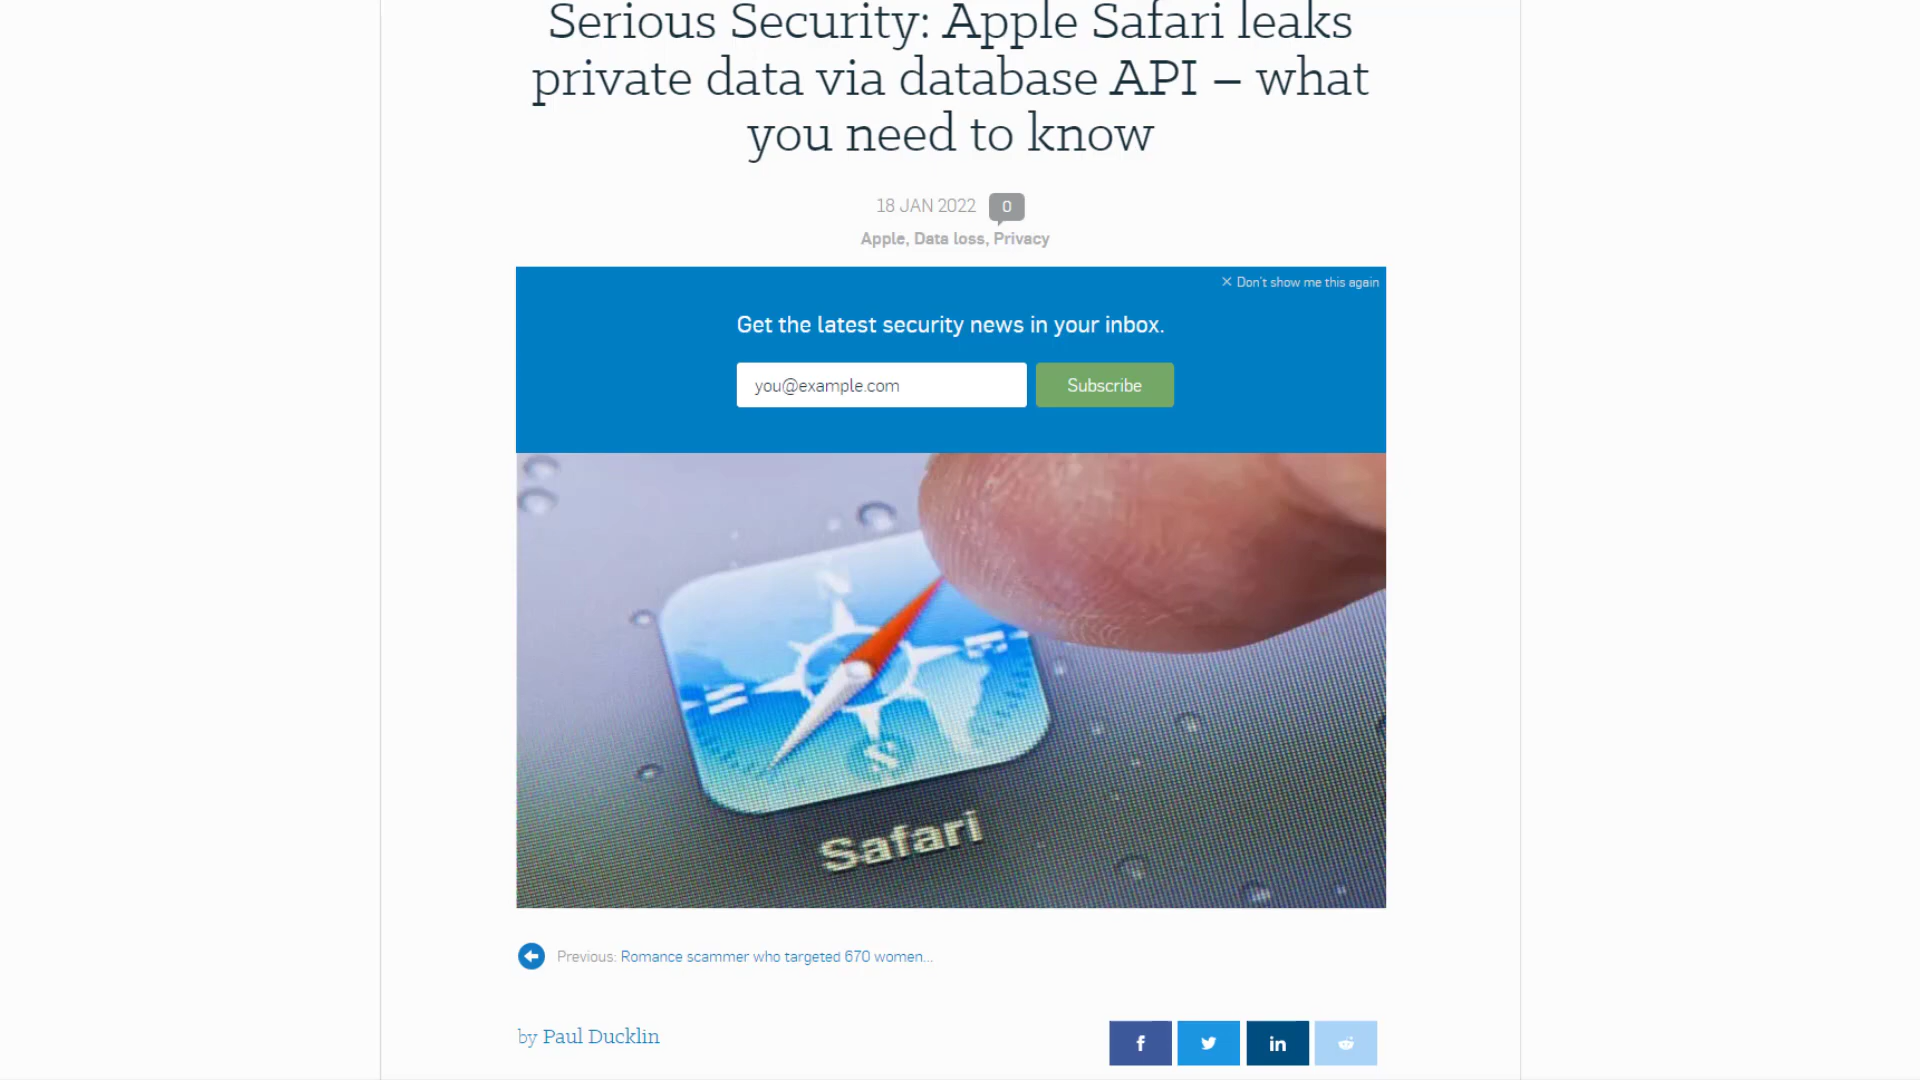 Serious Security: Apple Safari leaks
private data via database API – what
you need to know
18 JAN 2022 0
Apple, Data loss, Privacy
× Don't show me this again
Get the latest security news in your inbox.
you@example.com Subscribe
N
S
Safari
Previous: Romance scammer who targeted 670 women...
by Paul Ducklin
f in